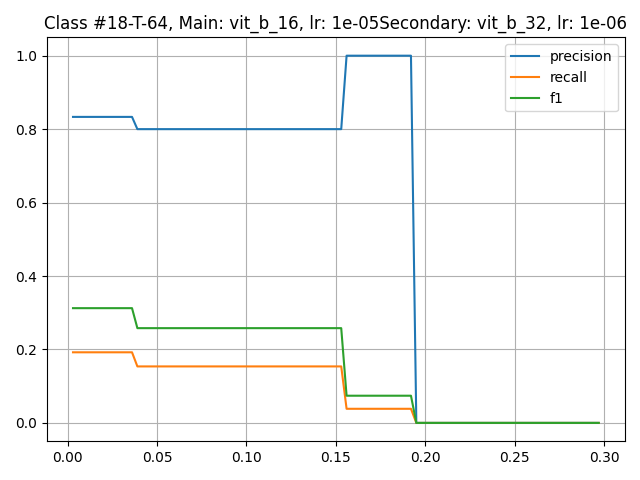 Class #18-T-64, Main: vit_b_16, lr: 1e-05Secondary: vit_b_32, lr: 1e-06
precision
recall
f1
1.0
0.8
0.6
0.4
0.2
0.0
0.00 0.05 0.10 0.15 0.20 0.25 0.30